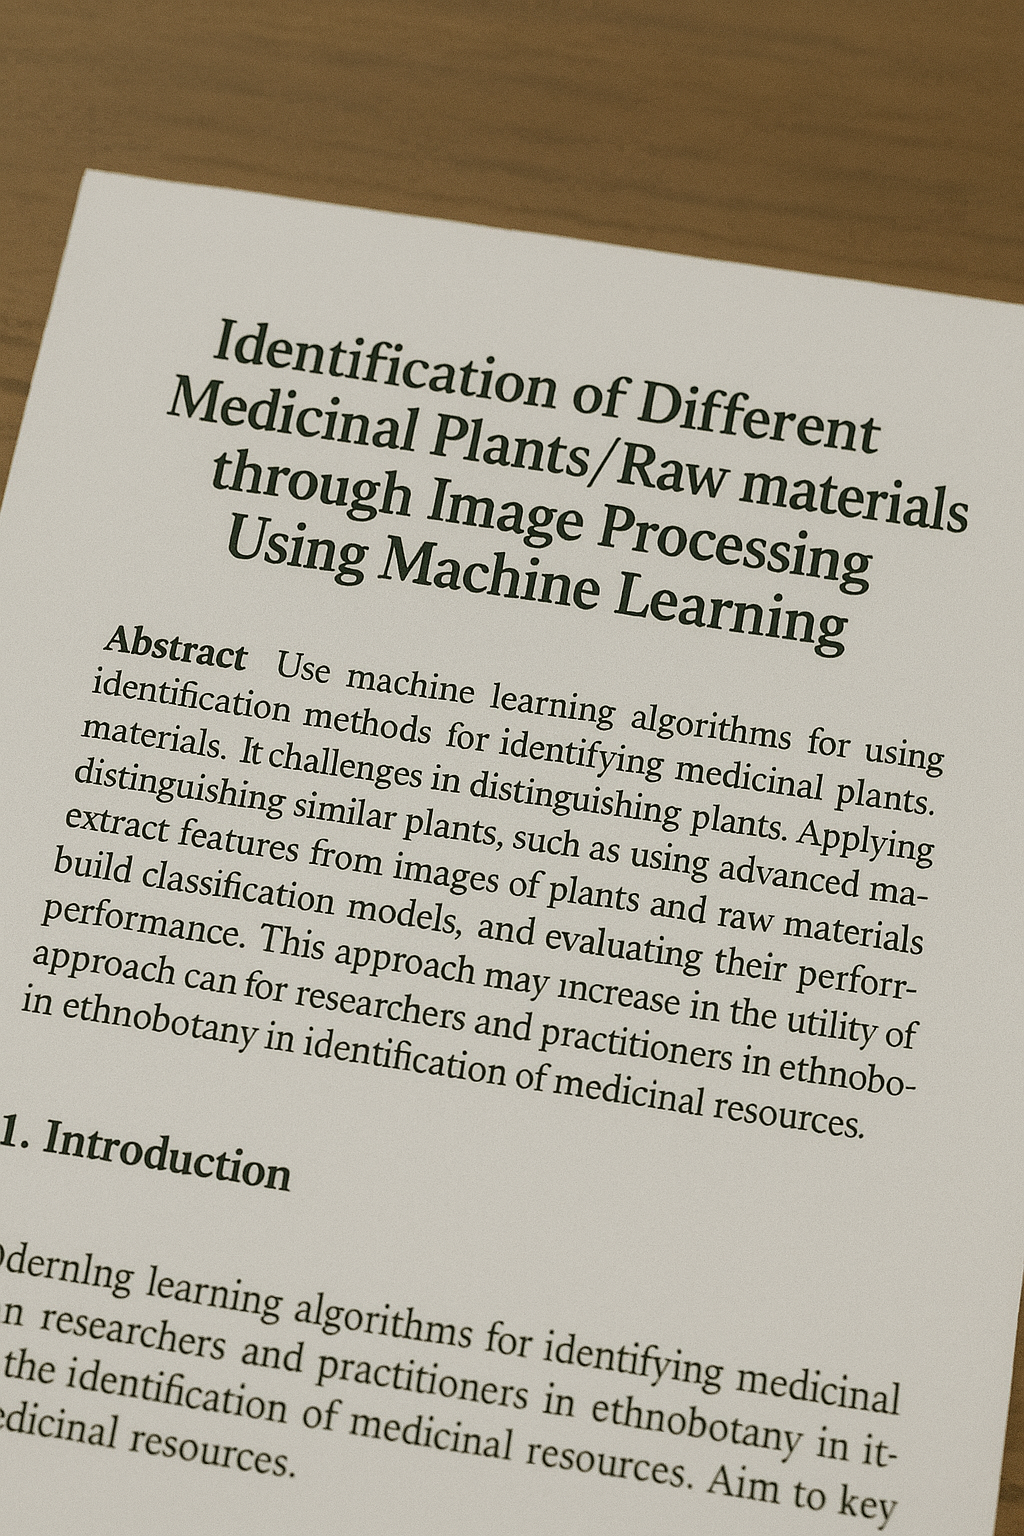 Identification of Different
Medicinal Plants/Raw materials
through Image Processing
Using Machine Learning
Abstract Use machine learning algorithms for using
identification methods for identifying medicinal plants.
materials. It challenges in distinguishing plants. Applying
distinguishing similar plants, such as using advanced ma-
extract features from images of plants and raw materials
build classification models, and evaluating their perforr-
performance. This approach may ıncrease in the utility of
approach can for researchers and practitioners in ethnobo-
in ethnobotany in identification of medicinal resources.
1. Introduction
learning algorithms for identifying medicinal
researchers and practitioners in ethnobotany in it-
the identification of medicinal resources. Aim to key
resources.